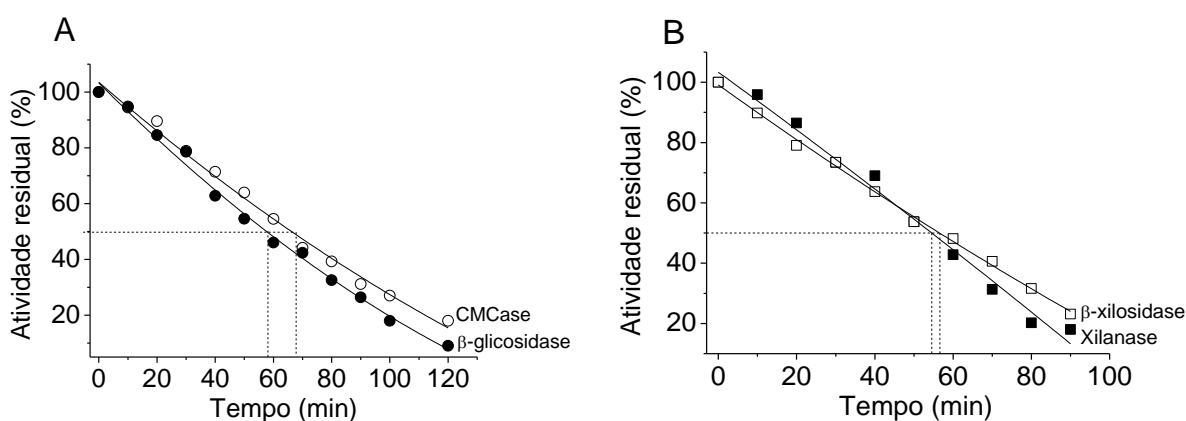 A
Atividade residual (%)
100
80
60
40
20
CMCase
β-glicosidase
0 20 40 60 80 100 120
Tempo (min)
B
Atividade residual (%)
100
80
60
40
20
β-xilosidase
Xilanase
0 20 40 60 80 100
Tempo (min)